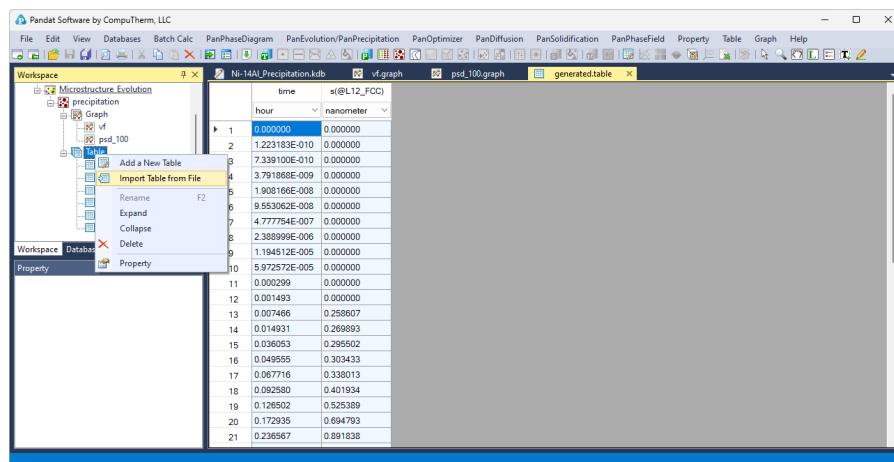 Pandat Software by CompuTherm, LLC
File Edit View Databases Batch Calc PanPhaseDiagram PanEvolution/PanPrecipitation PanOptimizer PanDiffusion PanSolidification PanPhaseField Property Table Graph Help
Workspace
Ni-14Al_Precipitation.kdb vf.graph psd_100.graph generated.table
Microstructure Evolution
precipitation
Graph
vf
psd_100
Table
Add a New Table
Import Table from File
Rename F2
Expand
Collapse
Delete
Property
Workspace
Property
time s(@L12_FCC)
hour nanometer
1 0.000000 0.000000
2 1.223183E-010 0.000000
3 7.339100E-010 0.000000
4 3.791868E-009 0.000000
5 1.908166E-008 0.000000
6 9.553062E-008 0.000000
7 4.777754E-007 0.000000
8 2.388999E-006 0.000000
9 1.194512E-005 0.000000
10 5.972572E-005 0.000000
11 0.000299 0.000000
12 0.001493 0.000000
13 0.007466 0.258607
14 0.014931 0.269893
15 0.036053 0.295502
16 0.049555 0.303433
17 0.067716 0.338013
18 0.092580 0.401934
19 0.126502 0.525389
20 0.172935 0.694793
21 0.236567 0.891838